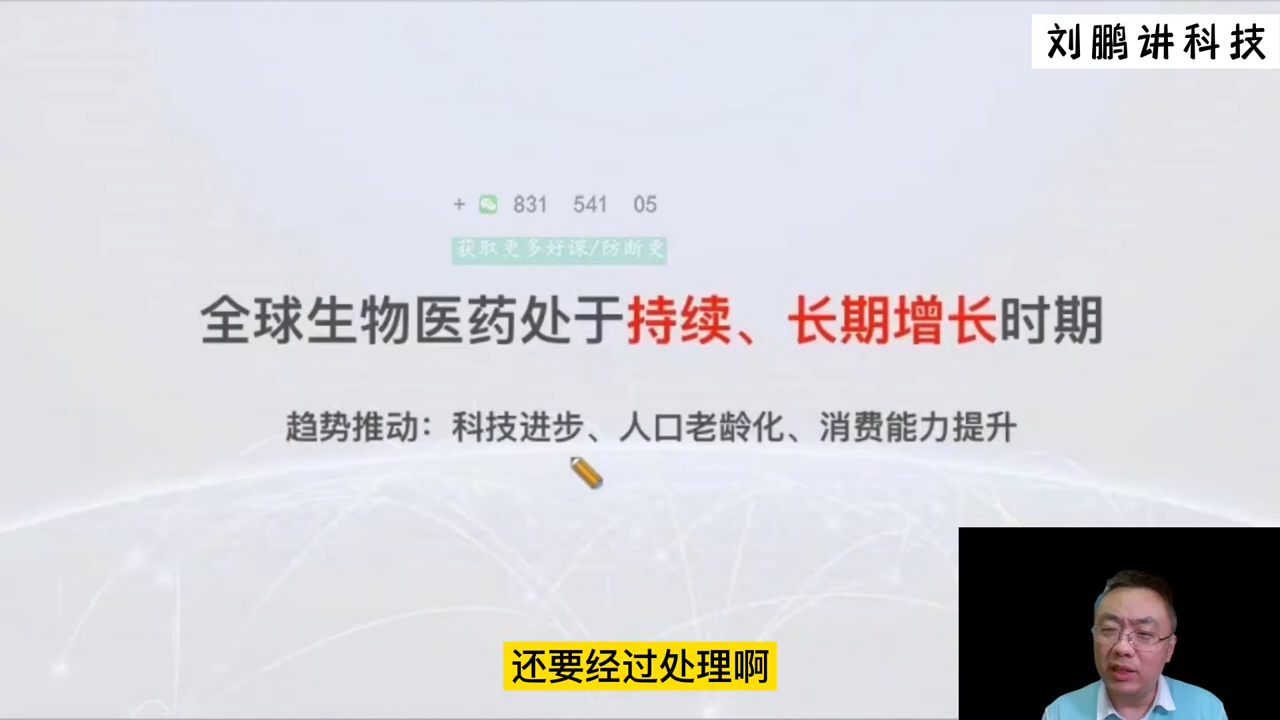 刘鹏讲科技
+ 831 541 05
获取更多好课/防断更
全球生物医药处于持续、长期增长时期
趋势推动：科技进步、人口老龄化、消费能力提升
还要经过处理啊